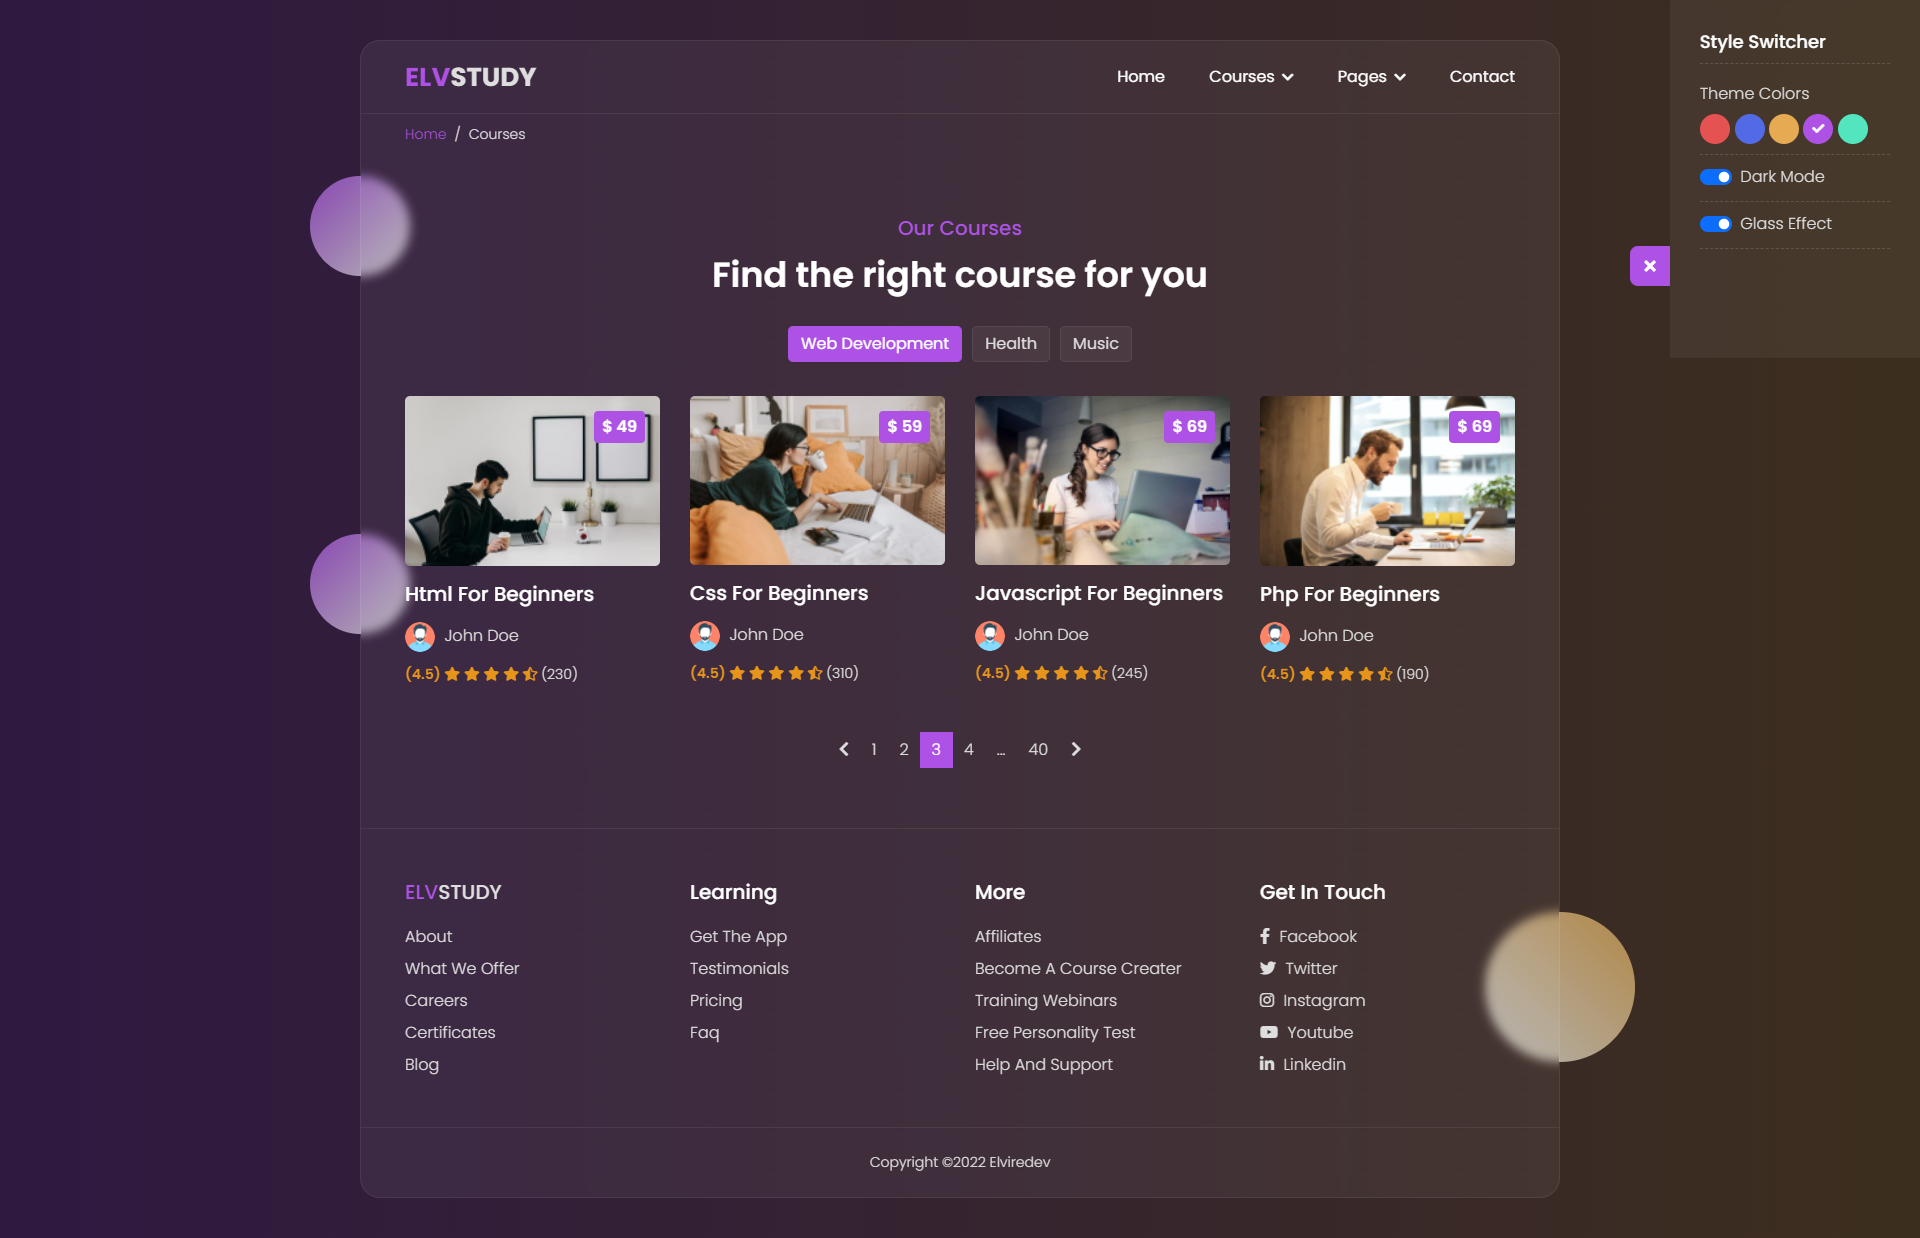 ELVSTUDY
Home
Courses
Pages
Contact
Home / Courses
Our Courses
Find the right course for you
Web Development
Health
Music
$ 49
Html For Beginners
John Doe
(4.5) (230)
$ 59
Css For Beginners
John Doe
(4.5) (310)
$ 69
Javascript For Beginners
John Doe
(4.5) (245)
$ 69
Php For Beginners
John Doe
(4.5) (190)
1 2 3 4 ... 40
ELVSTUDY
About
What We Offer
Careers
Certificates
Blog
Learning
Get The App
Testimonials
Pricing
Faq
More
Affiliates
Become A Course Creater
Training Webinars
Free Personality Test
Help And Support
Get In Touch
Facebook
Twitter
Instagram
Youtube
Linkedin
Copyright ©2022 Elviredev
Style Switcher
Theme Colors
Dark Mode
Glass Effect